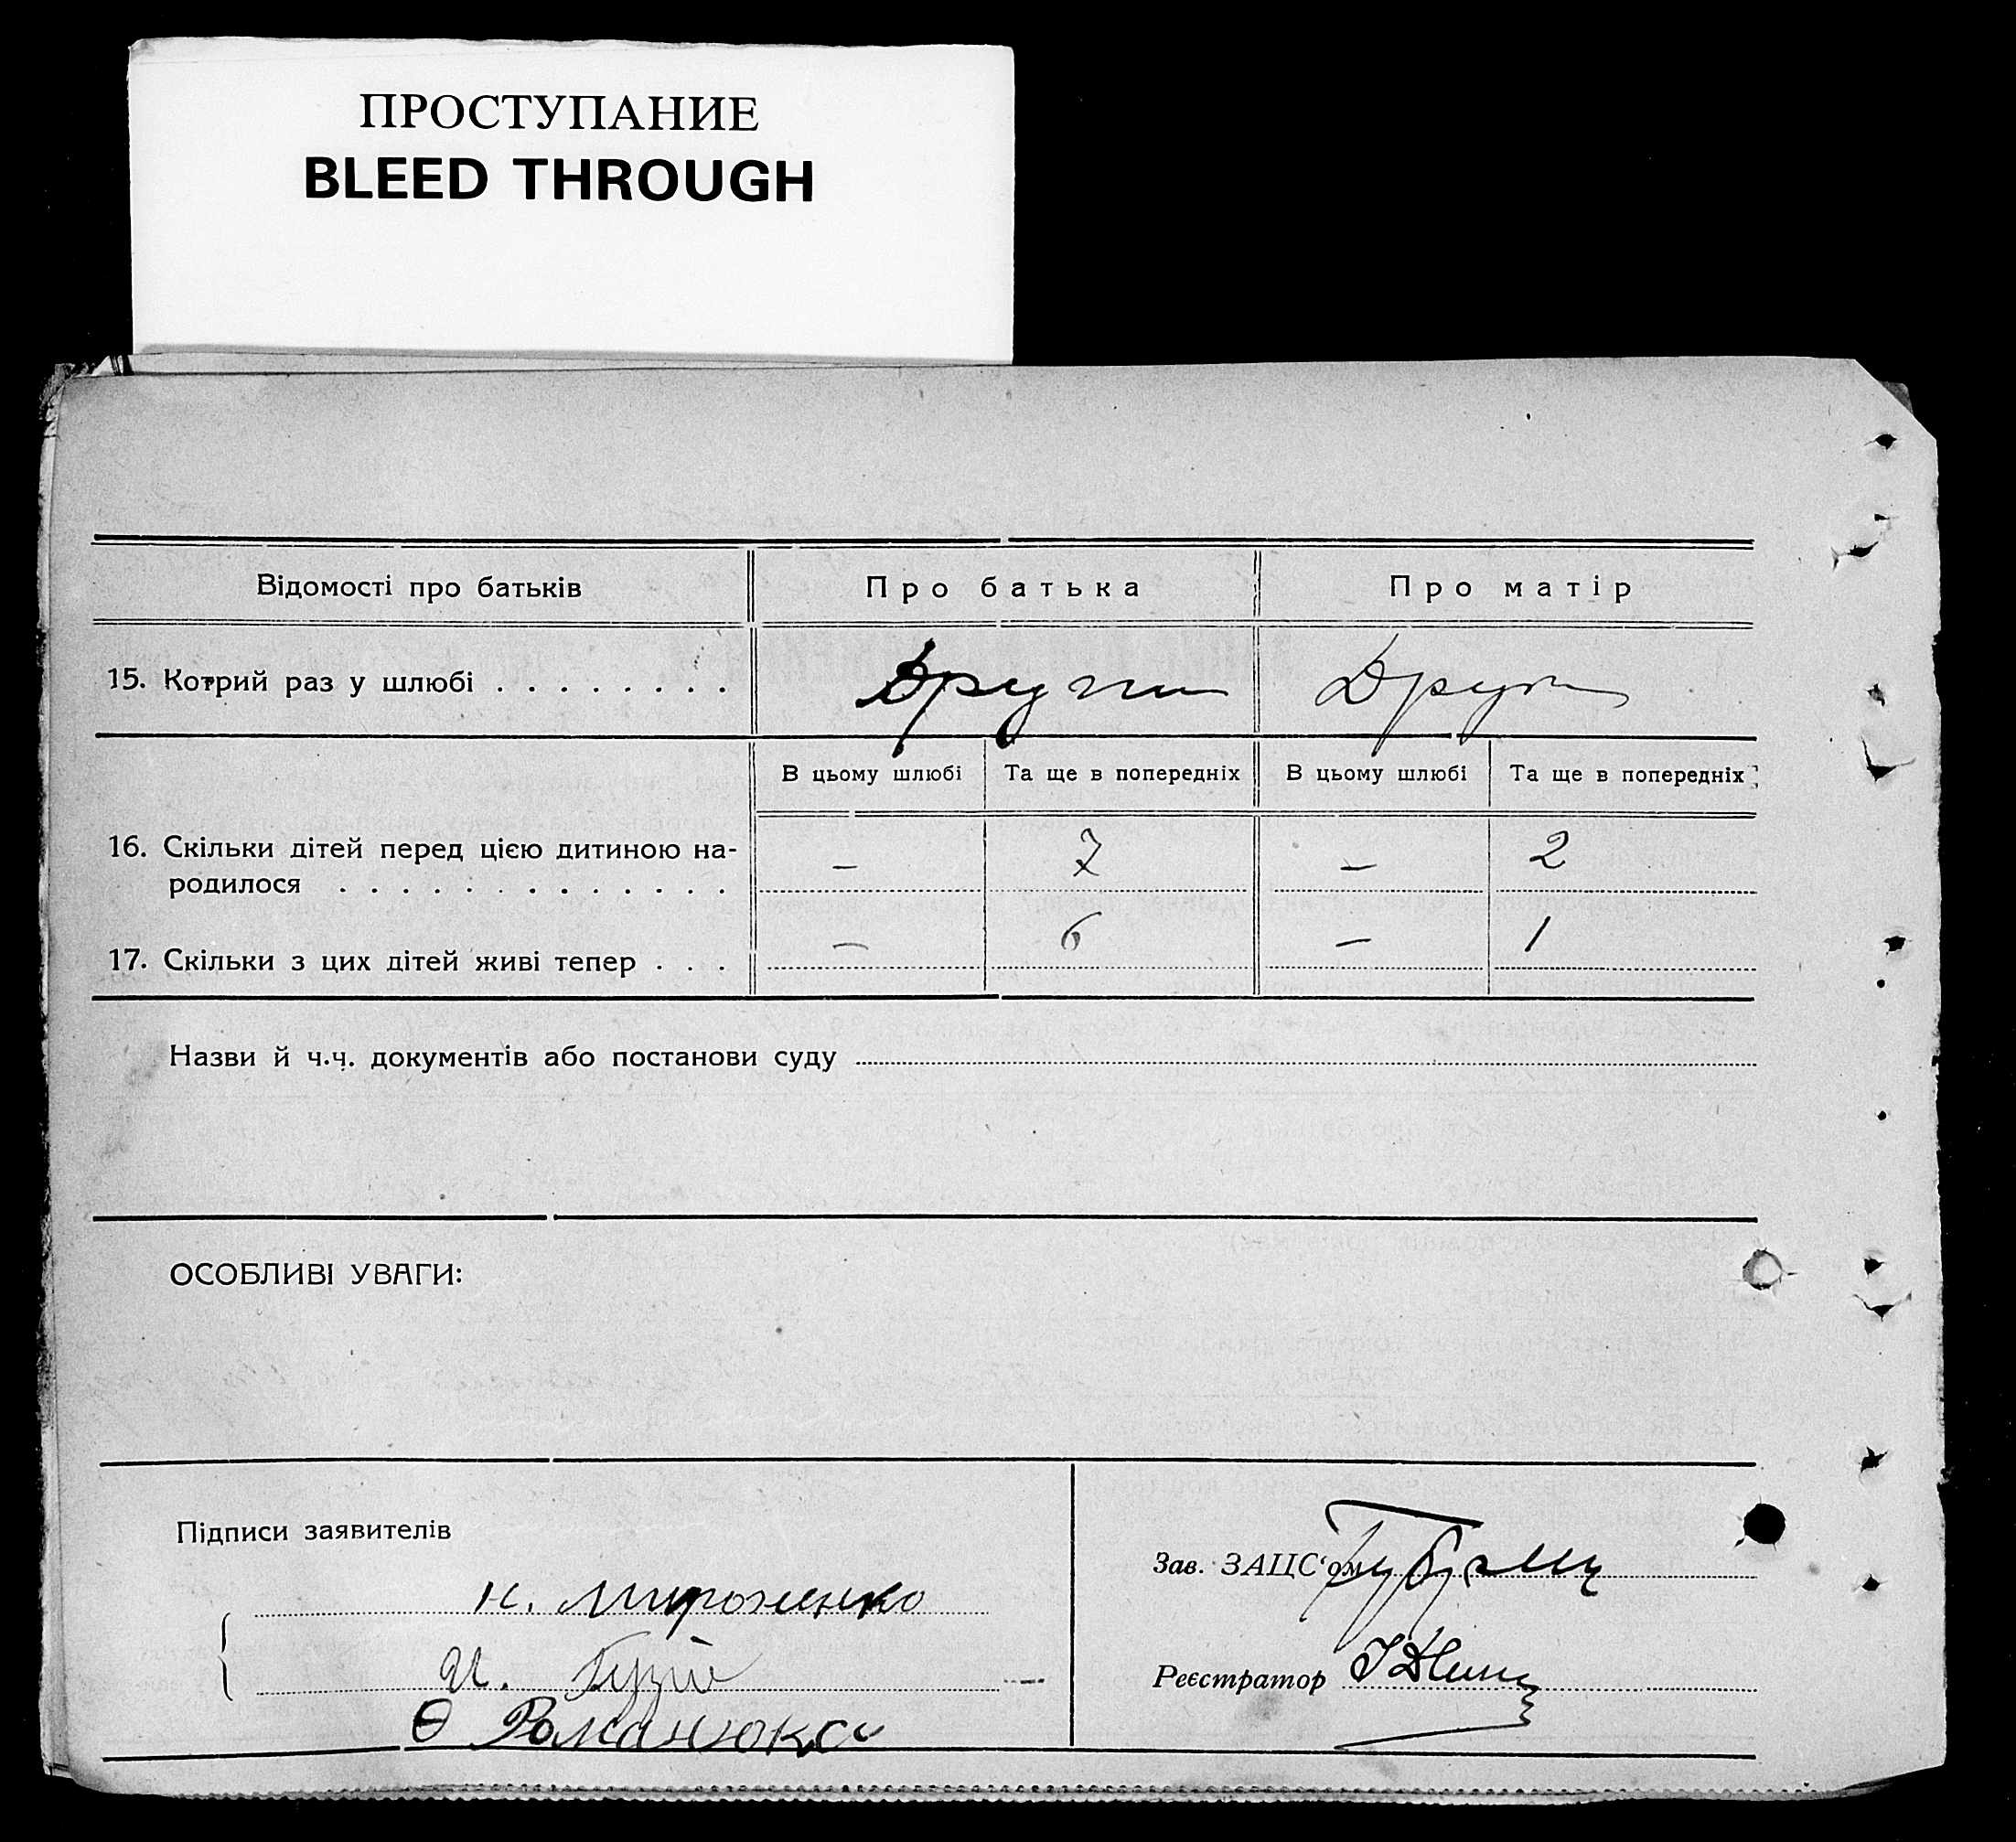 ПРОСТУПАНИЕ
BLEED THROUGH
Відомості про батьків Про батька Про матір
15. Котрий раз у шлюбі . . . . . . . .
В цьому шлюбі Та ще в попередніх В цьому шлюбі Та ще в попередніх
16. Скільки дітей перед цією дитиною на-
родилося . . . . . . . . . . . . . . – 7 – 2
17. Скільки з цих дітей живі тепер . . . – 6 – 1
Назви й ч.ч. документів або постанови суду
ОСОБЛИВІ УВАГИ:
Підписи заявителів
Зав. ЗАЦС‘ом
Н. Мироненко
И.
Реєстратор
Ѳ Романюка